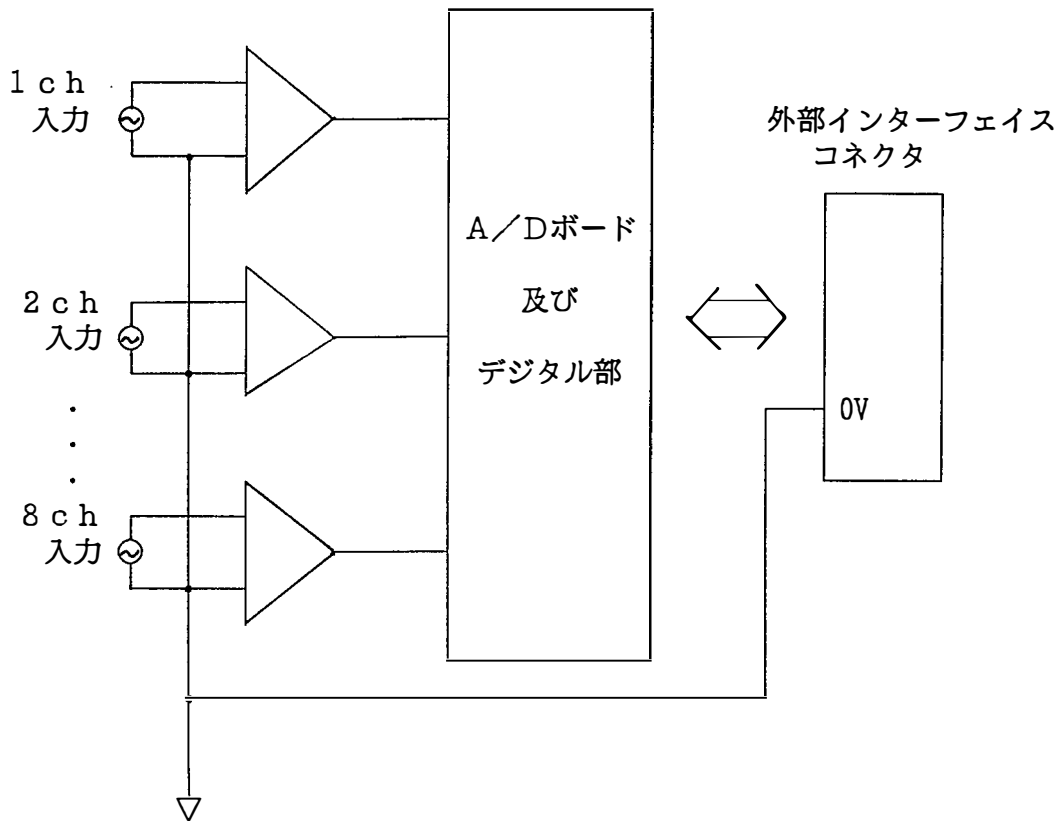 1ch
入力
2ch
入力
・
・
・
8ch
入力
A／Dボード
及び
デジタル部
外部インターフェイス
コネクタ
0V